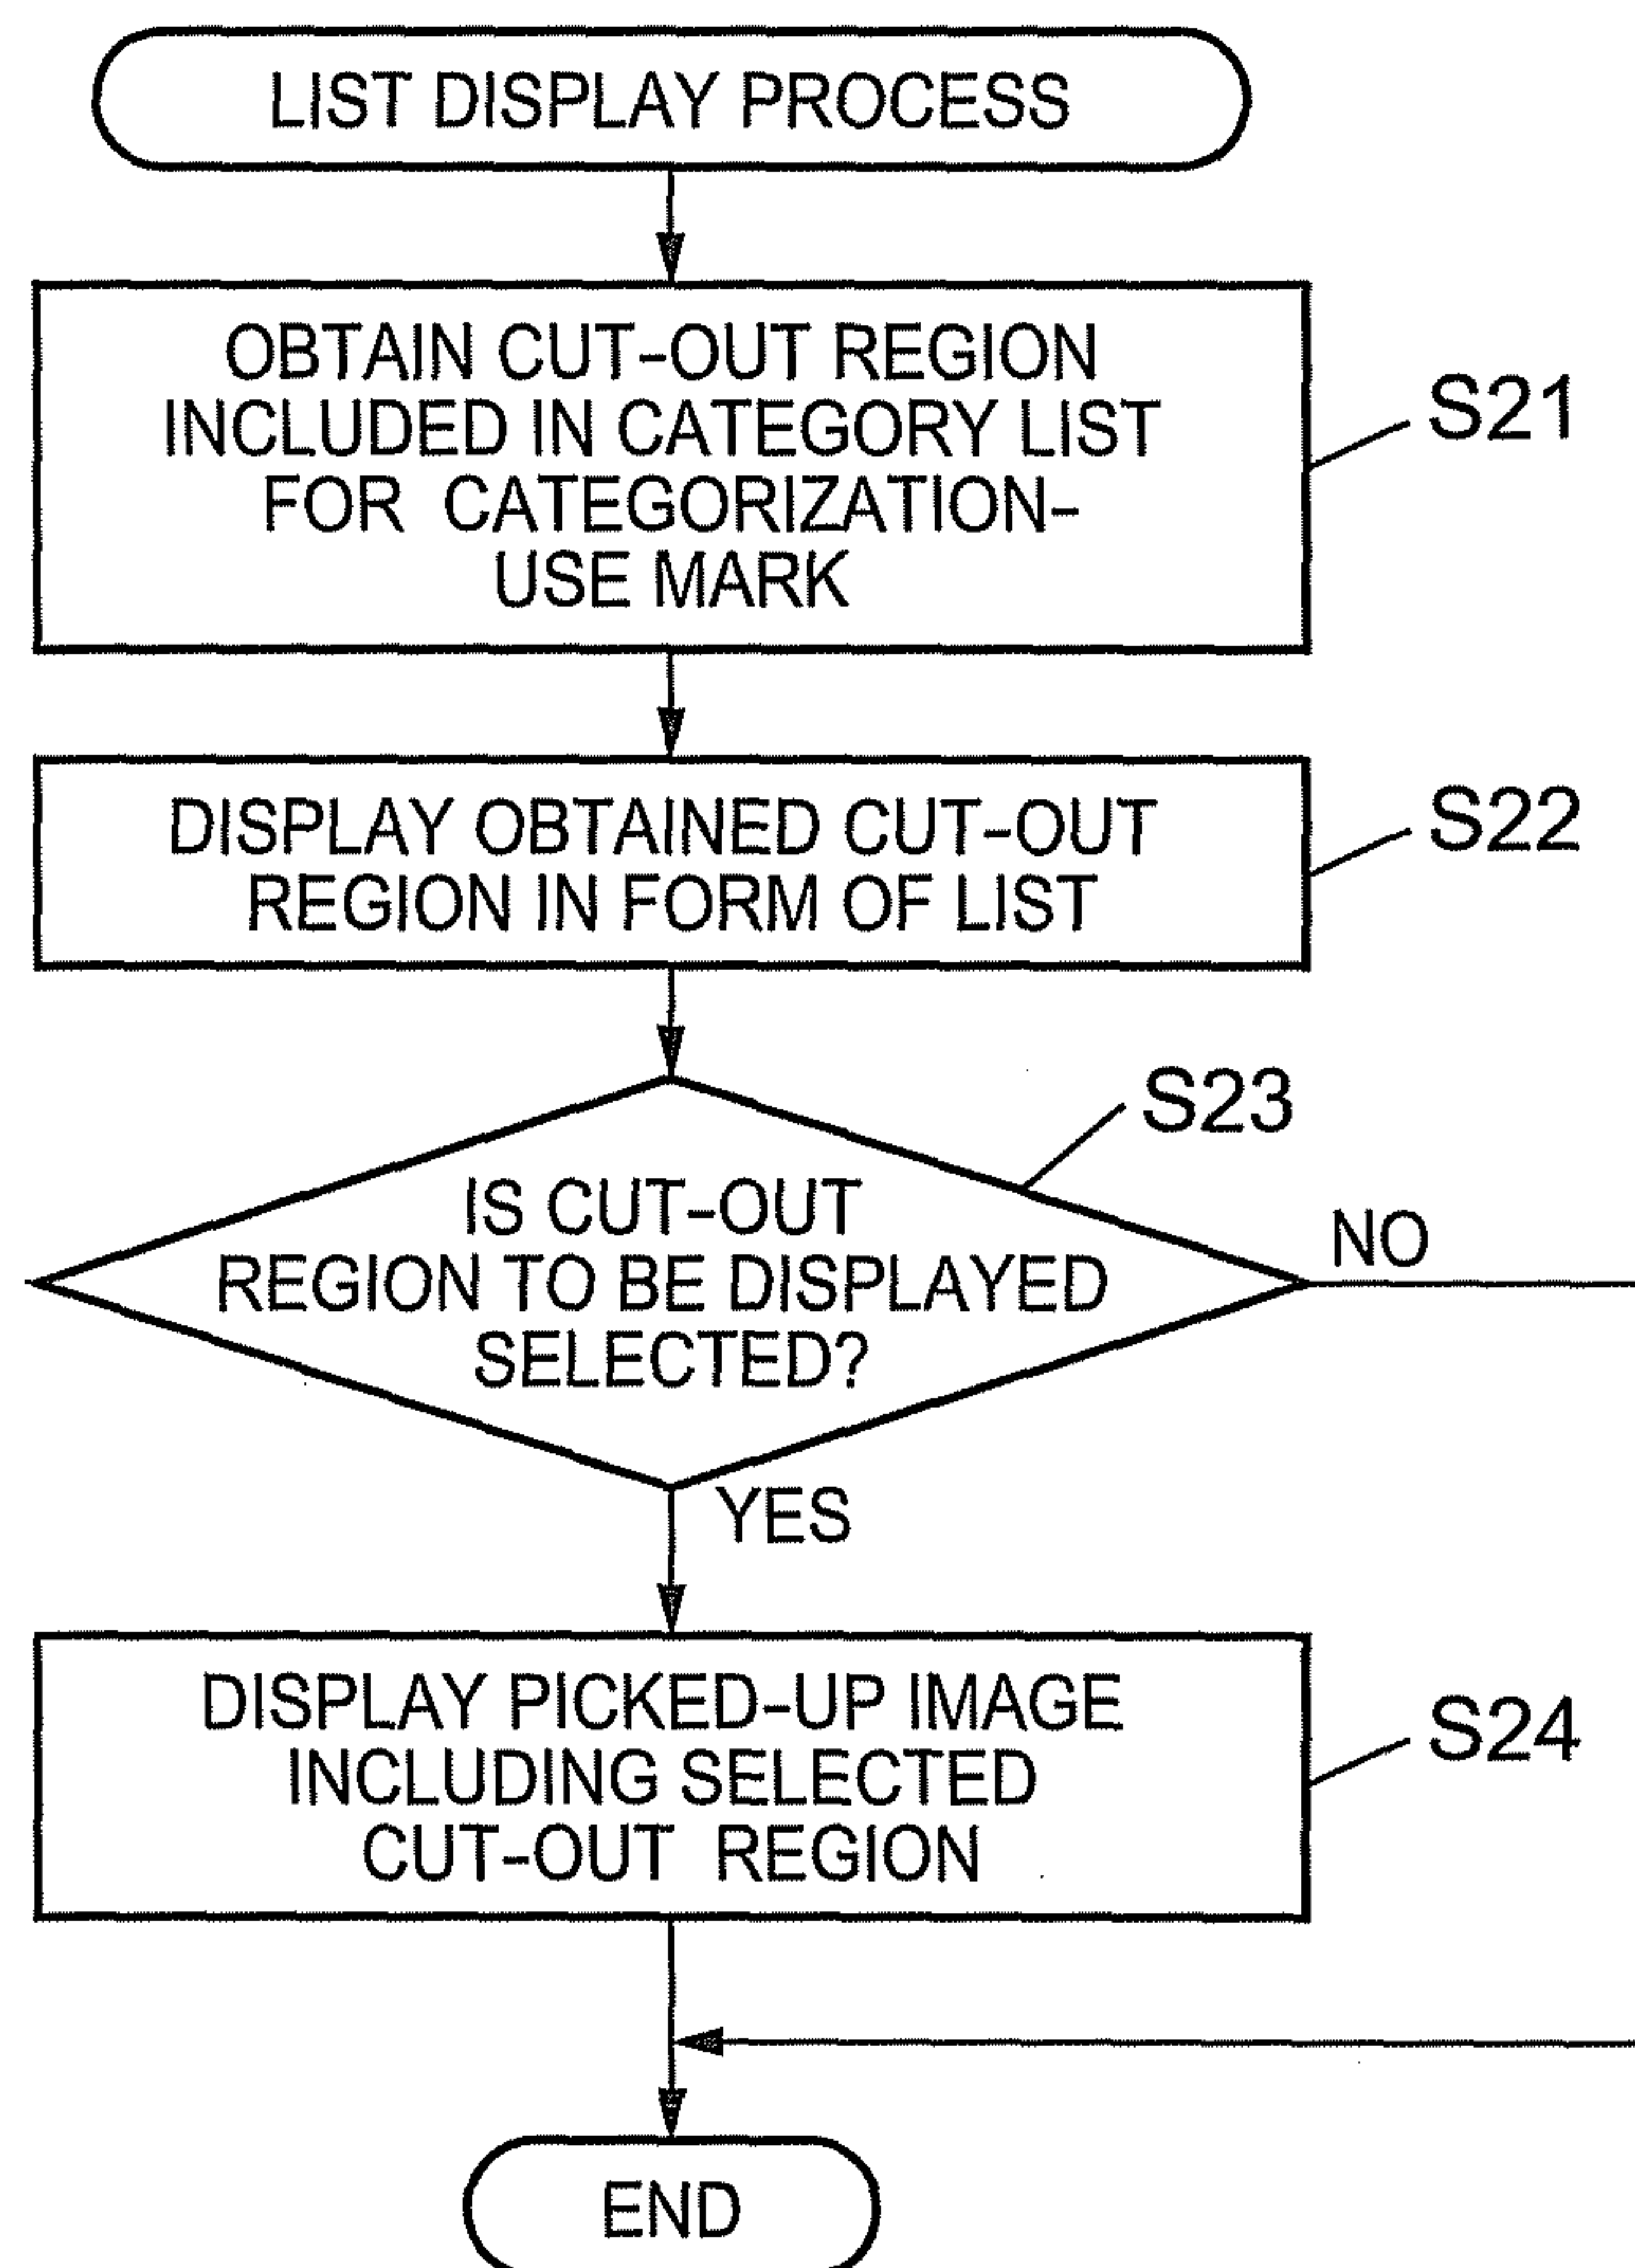 LIST DISPLAY PROCESS
OBTAIN CUT-OUT REGION
INCLUDED IN CATEGORY LIST
FOR CATEGORIZATION-
USE MARK
S21
DISPLAY OBTAINED CUT-OUT
REGION IN FORM OF LIST
S22
S23
IS CUT-OUT
REGION TO BE DISPLAYED
SELECTED?
NO
YES
DISPLAY PICKED-UP IMAGE
INCLUDING SELECTED
CUT-OUT REGION
S24
END